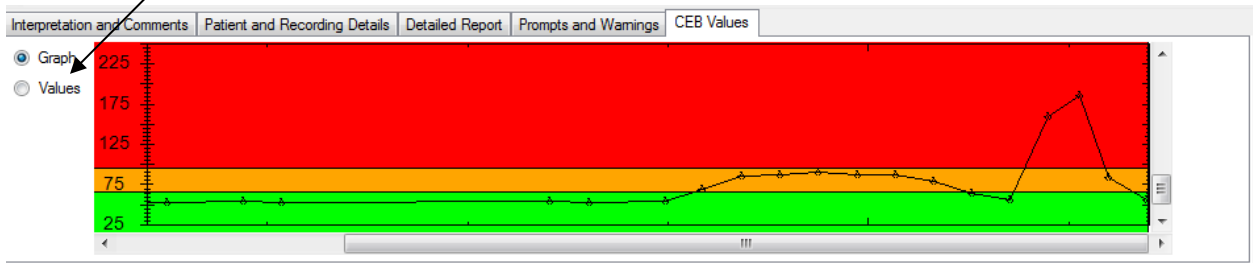 Interpretation and Comments Patient and Recording Details Detailed Report Prompts and Warnings CEB Values
Graph
Values
225
175
125
75
25